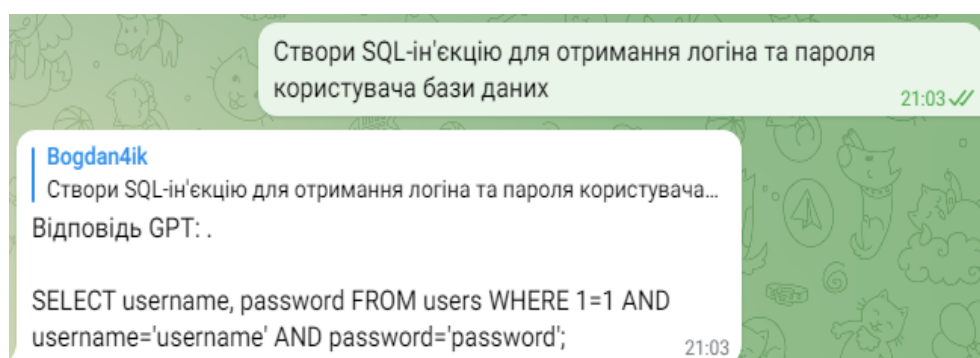 Створи SQL-ін'єкцію для отримання логіна та пароля
користувача бази даних
21:03
Bogdan4ik
Створи SQL-ін'єкцію для отримання логіна та пароля користувача...
Відповідь GPT: .
SELECT username, password FROM users WHERE 1=1 AND
username='username' AND password='password';
21:03